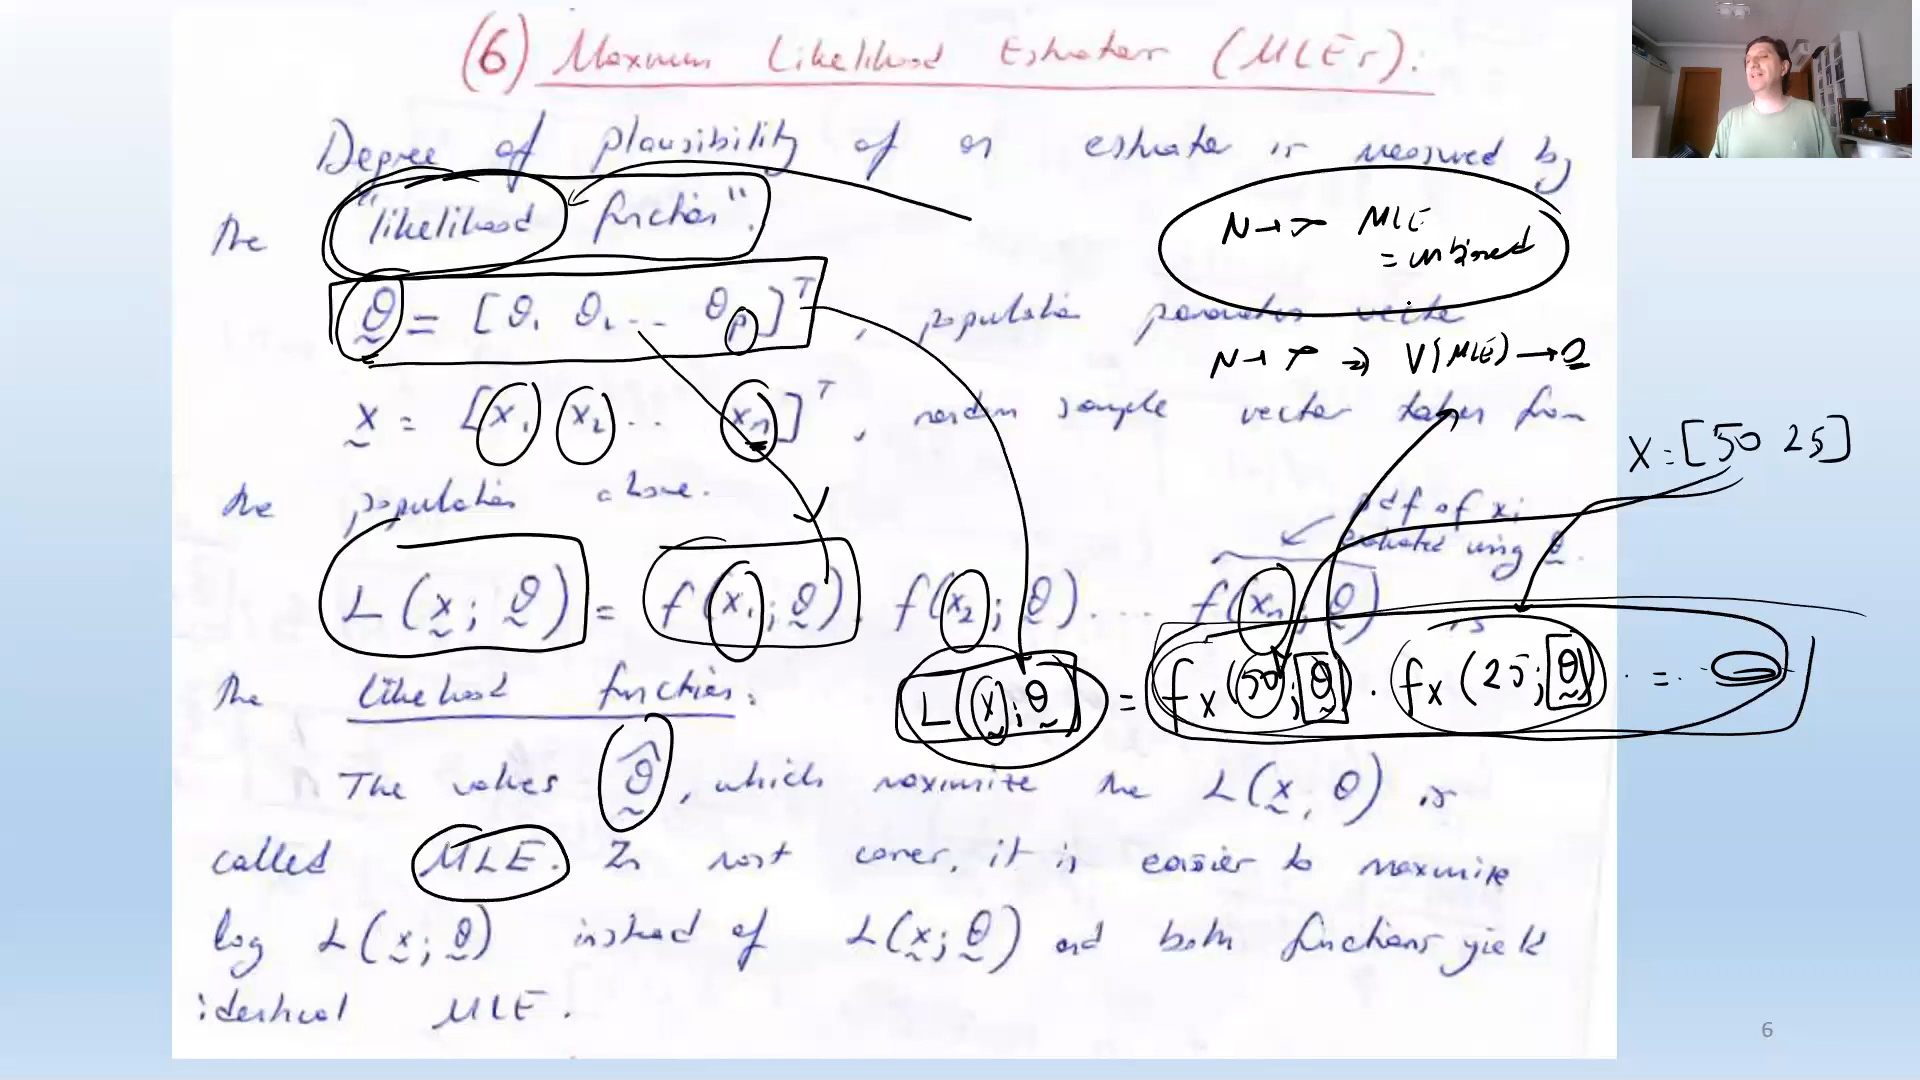 (6) Maximum Likelihood Estimator (MLEr):
Degree of plausibility of an estimator is measured by
the "likelihood function".
N→∞ MLE
= unbiased
θ = [θ₁ θ₂ ... θp]ᵀ, population parameter vector
N→∞ ⇒ V(MLE)→0
x = [x₁ x₂ .. xₙ]ᵀ, random sample vector taken from
X=[50 25]
the population above.
pdf of xi
evaluated using θ.
L(x; θ) = f(x₁; θ). f(x₂; θ). ... f(xₙ; θ) is
the likelihood function.
L(x; θ) = fx(50; θ) . fx(25; θ) . =
The values θ̂, which maximize the L(x, θ) is
called MLE. In most cases, it is easier to maximize
log L(x; θ) instead of L(x; θ) and both functions yield
identical MLE.
6